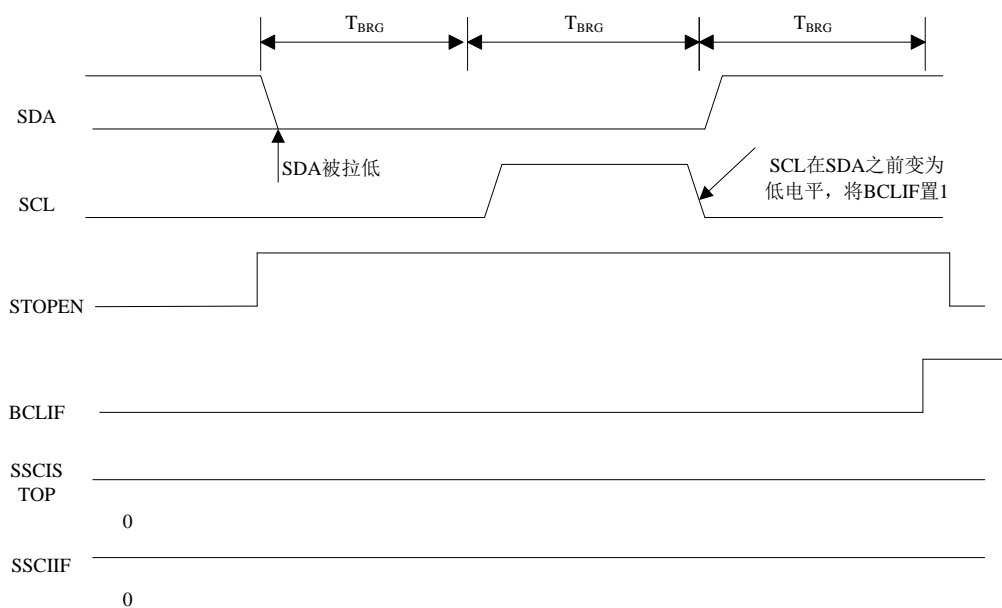 TBRG TBRG TBRG
SDA
SDA被拉低
SCL在SDA之前变为
低电平，将BCLIF置1
SCL
STOPEN
BCLIF
SSCIS
TOP
0
SSCIIF
0